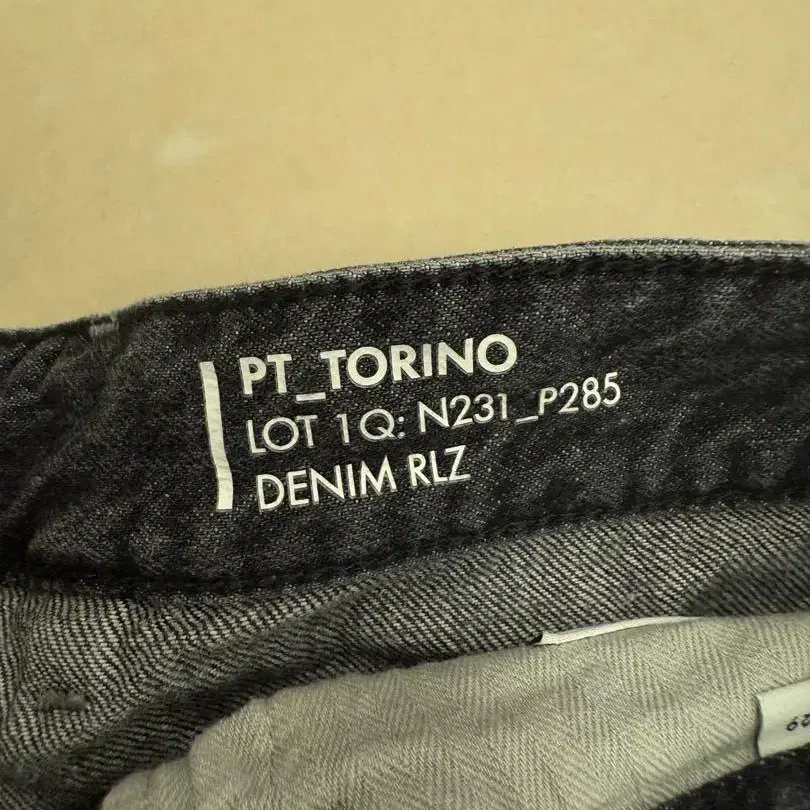 PT_TORINO
LOT 1Q: N231_P285
DENIM RLZ